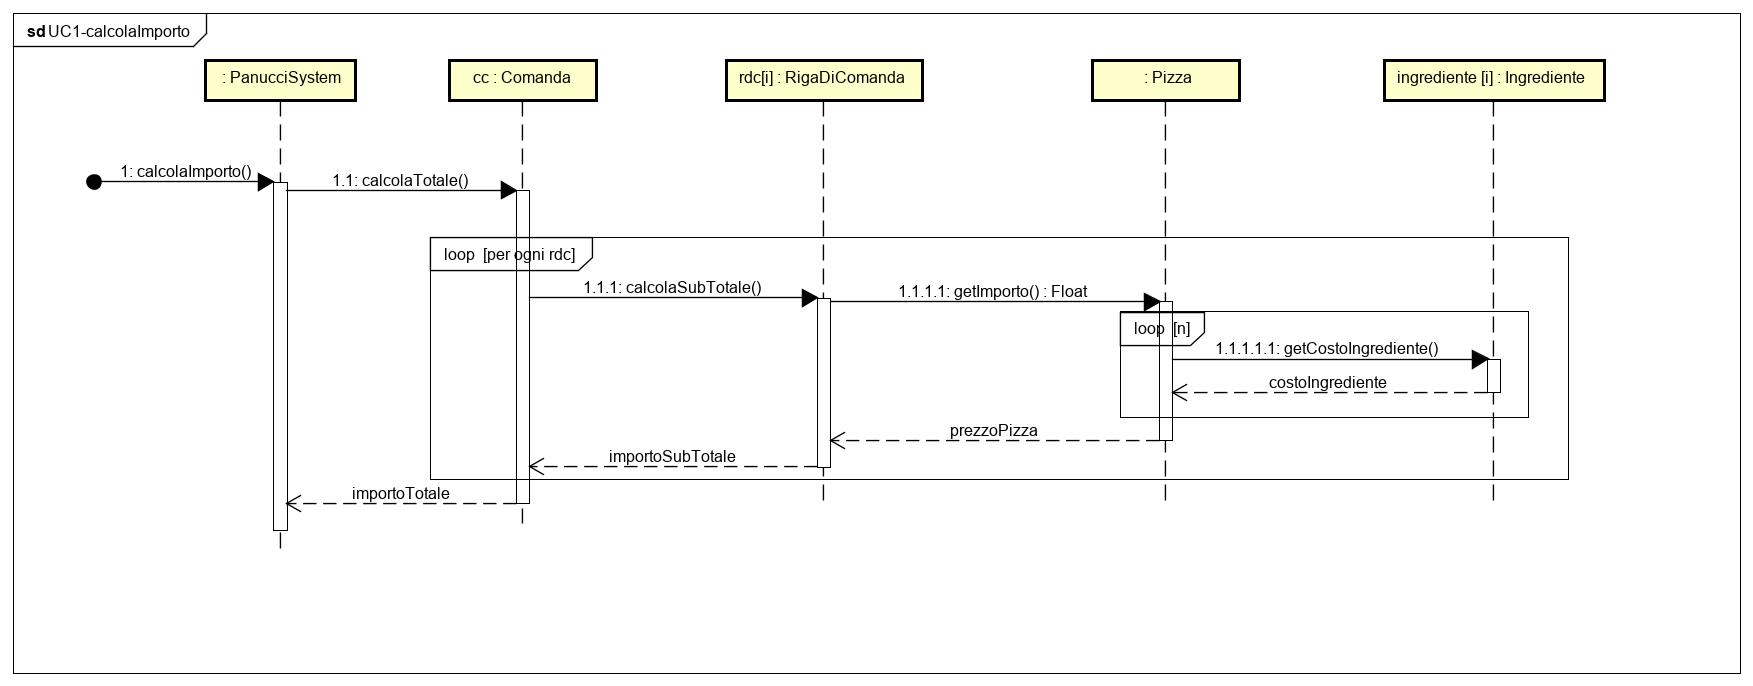 sd UC1-calcolaImporto
: PanucciSystem
cc : Comanda
rdc[i] : RigaDiComanda
: Pizza
ingrediente [i] : Ingrediente
1: calcolaImporto()
1.1: calcolaTotale()
loop [per ogni rdc]
1.1.1: calcolaSubTotale()
1.1.1.1: getImporto() : Float
loop [n]
1.1.1.1.1: getCostoIngrediente()
costoIngrediente
prezzoPizza
importoSubTotale
importoTotale